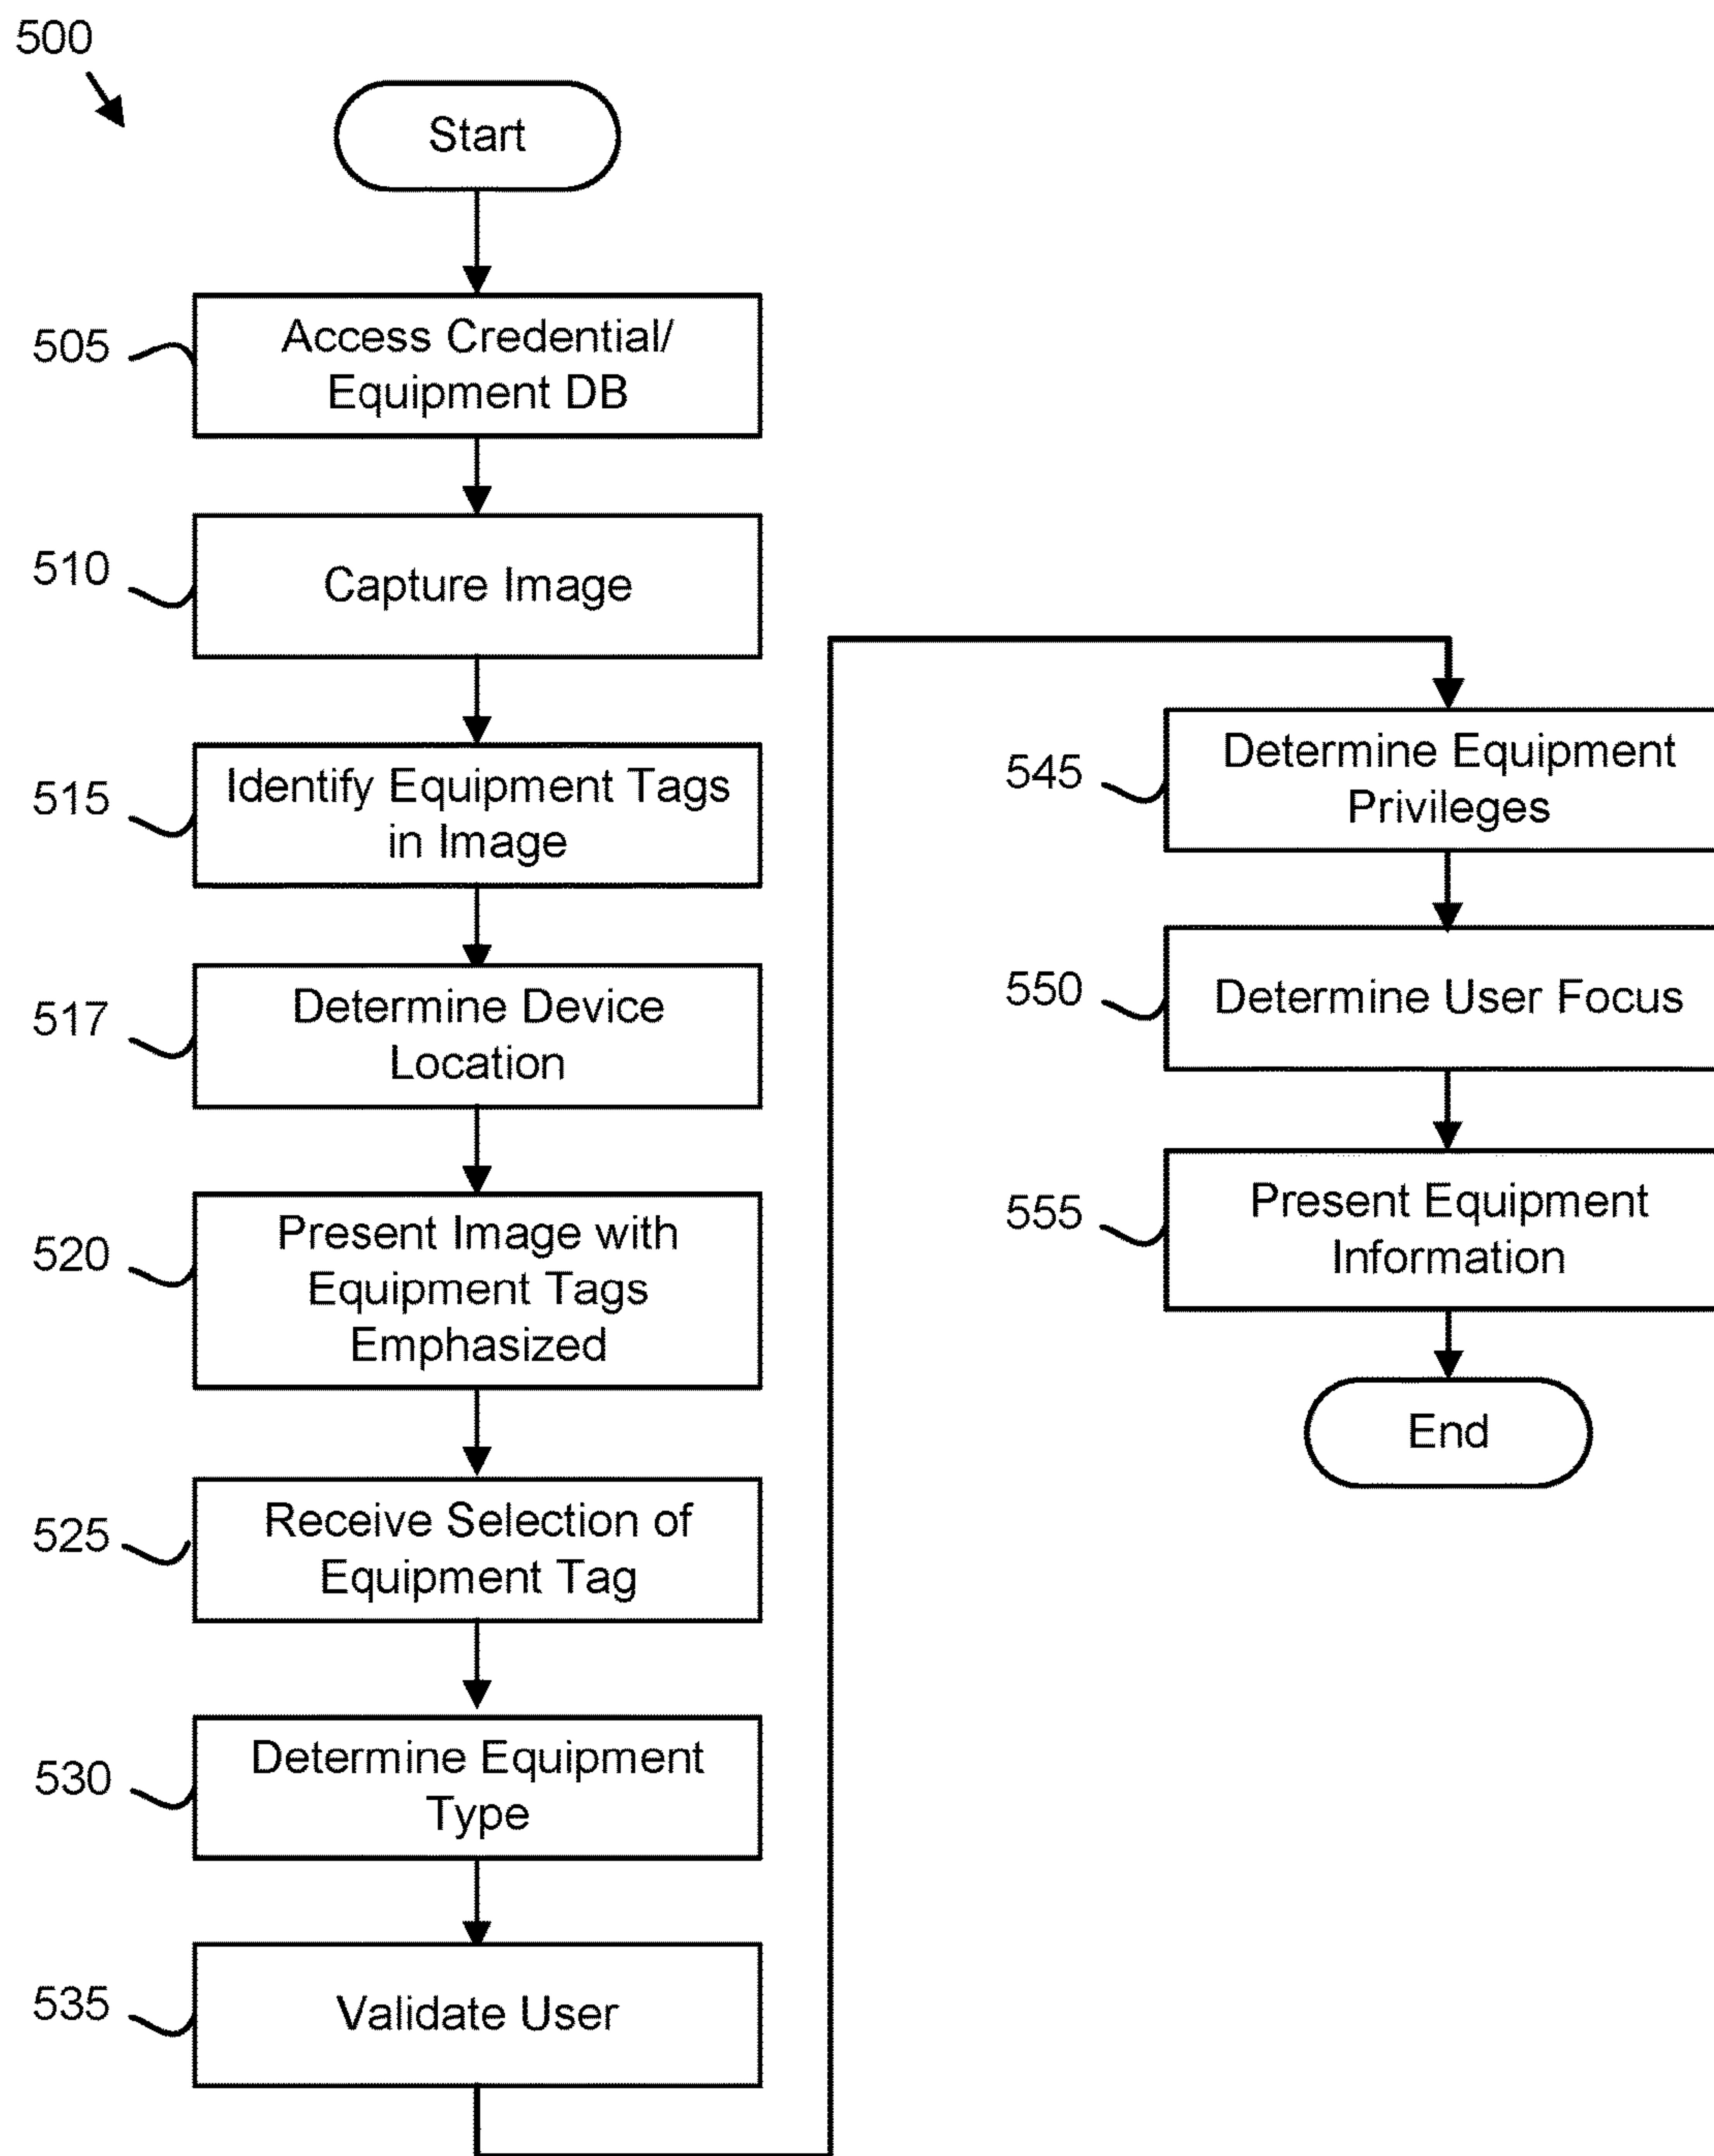 500
Start
505
Access Credential/
Equipment DB
510
Capture Image
515
Identify Equipment Tags
in Image
517
Determine Device
Location
520
Present Image with
Equipment Tags
Emphasized
525
Receive Selection of
Equipment Tag
530
Determine Equipment
Type
535
Validate User
545
Determine Equipment
Privileges
550
Determine User Focus
555
Present Equipment
Information
End